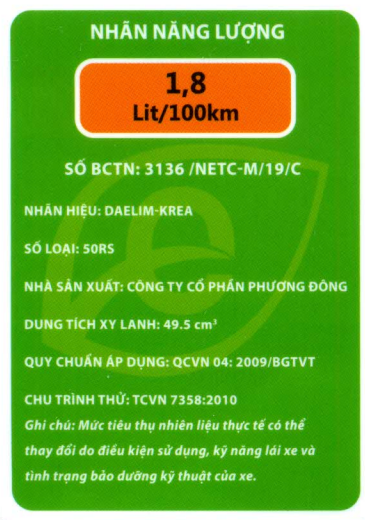 NHÃN NĂNG LƯỢNG
1,8
Lit/100km
SỐ BCTN: 3136 /NETC-M/19/C
NHÃN HIỆU: DAELIM-KREA
SỐ LOẠI: 50RS
NHÀ SẢN XUẤT: CÔNG TY CỔ PHẦN PHƯƠNG ĐÔNG
DUNG TÍCH XY LANH: 49.5 cm³
QUY CHUẨN ÁP DỤNG: QCVN 04: 2009/BGTVT
CHU TRÌNH THỬ: TCVN 7358:2010
Ghi chú: Mức tiêu thụ nhiên liệu thực tế có thể
thay đổi do điều kiện sử dụng, kỹ năng lái xe và
tình trạng bảo dưỡng kỹ thuật của xe.